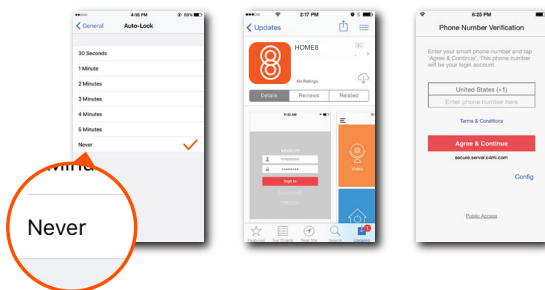 4:15 PM
89%
General
Auto-Lock
30 Seconds
1 Minute
2 Minutes
3 Minutes
4 Minutes
5 Minutes
Never
Never
2:17 PM
Updates
HOME8
No Ratings
Details
Reviews
Related
Sign In
Video
Featured
Top Charts
Near Me
Search
Updates
6:25 PM
Phone Number Verification
Enter your smart phone number and tap
'Agree & Continue'. This phone number
will be your login account.
United States (+1)
Enter phone number here
Terms & Conditions
Agree & Continue
secure.server.c4mi.com
Config
Public Access